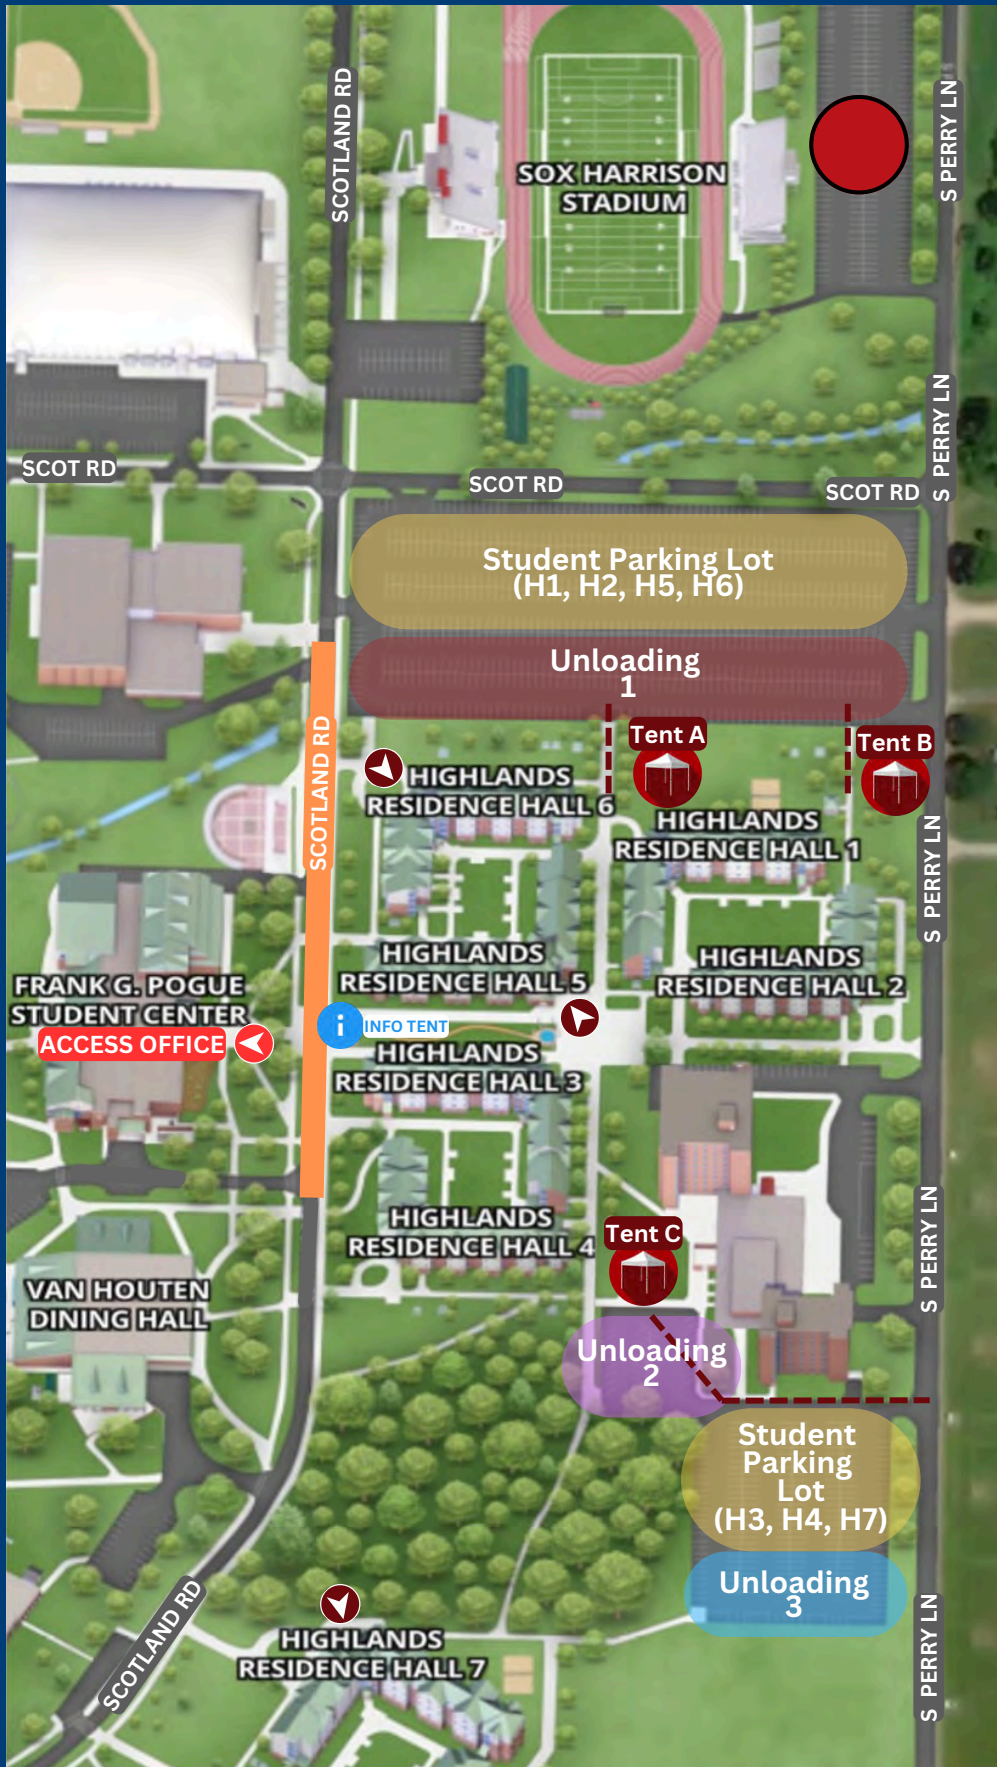 SCOTLAND RD
S PERRY LN
SOX HARRISON
STADIUM
S PERRY LN
SCOT RD
SCOT RD
SCOT RD
Student Parking Lot
(H1, H2, H5, H6)
Unloading
1
SCOTLAND RD
Tent A
Tent B
HIGHLANDS
RESIDENCE HALL 6
HIGHLANDS
RESIDENCE HALL 1
S PERRY LN
HIGHLANDS
RESIDENCE HALL 5
HIGHLANDS
RESIDENCE HALL 2
FRANK G. POGUE
STUDENT CENTER
ACCESS OFFICE
i
INFO TENT
HIGHLANDS
RESIDENCE HALL 3
HIGHLANDS
RESIDENCE HALL 4
Tent C
S PERRY LN
VAN HOUTEN
DINING HALL
Unloading
2
Student
Parking
Lot
(H3, H4, H7)
Unloading
3
SCOTLAND RD
HIGHLANDS
RESIDENCE HALL 7
S PERRY LN